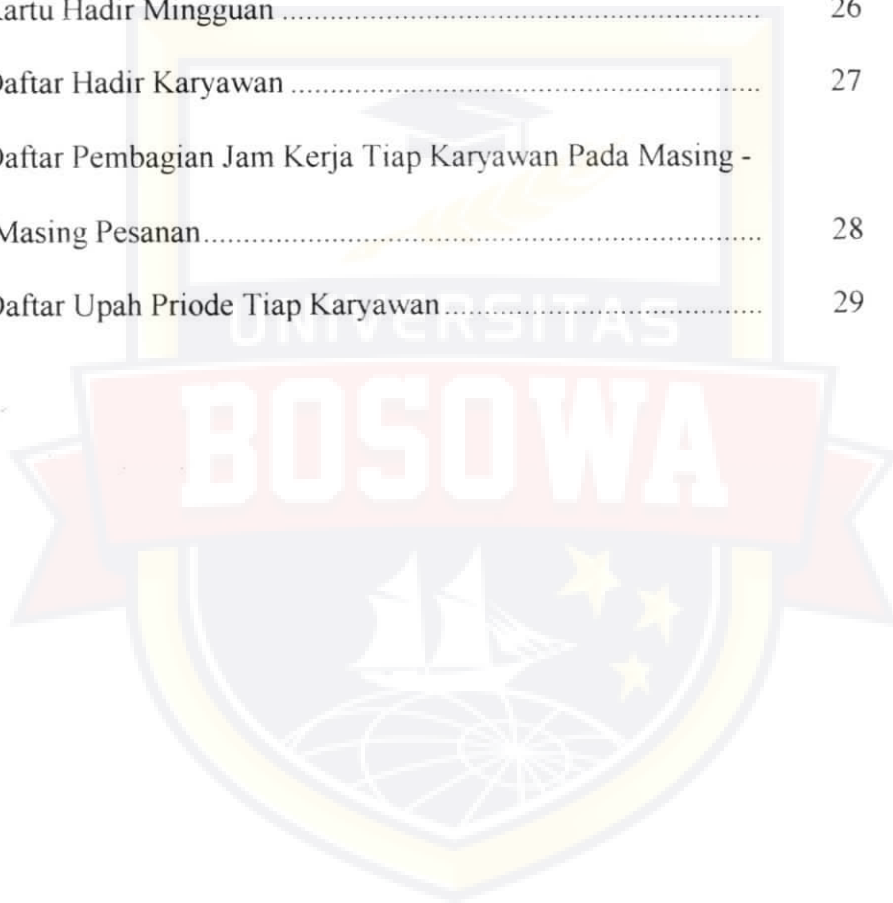 artu Hadir Mingguan ............................................................ 26
aftar Hadir Karyawan ........................................................... 27
aftar Pembagian Jam Kerja Tiap Karyawan Pada Masing -
Masing Pesanan...................................................................... 28
aftar Upah Priode Tiap Karyawan........................................ 29
UNIVERSITAS
BOSOWA